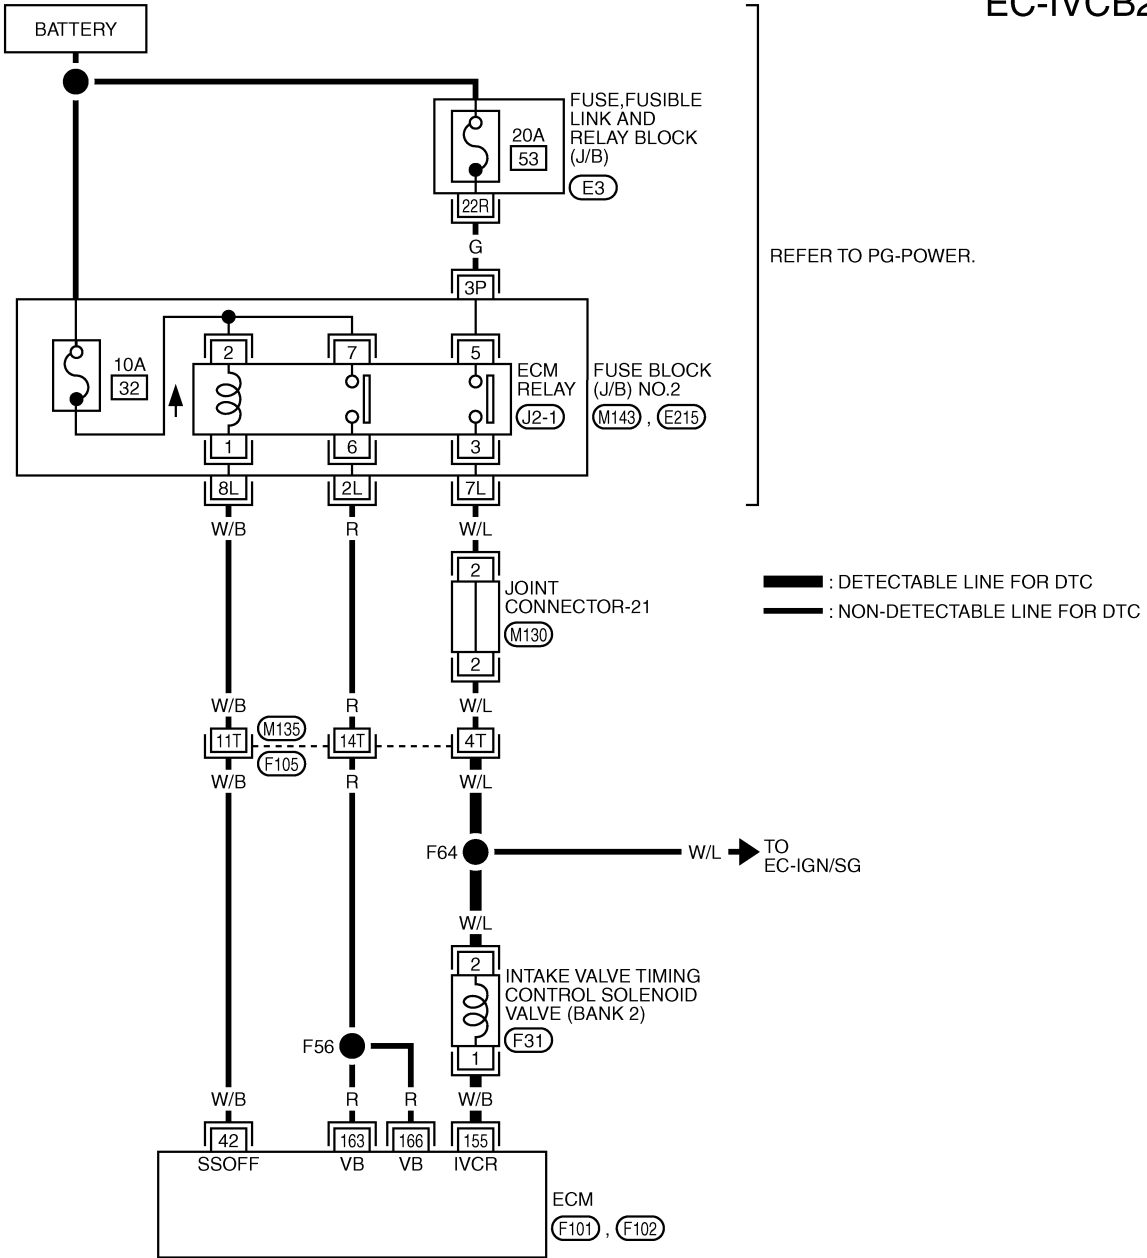 EC-IVCB2
BATTERY
FUSE,FUSIBLE
LINK AND
RELAY BLOCK
(J/B)
20A
53
E3
22R
G
3P
REFER TO PG-POWER.
10A
32
2
7
5
ECM
RELAY
J2-1
FUSE BLOCK
(J/B) NO.2
M143 , E215
1
6
3
8L
2L
7L
W/B
R
W/L
2
JOINT
CONNECTOR-21
M130
2
: DETECTABLE LINE FOR DTC
: NON-DETECTABLE LINE FOR DTC
W/B
R
W/L
11T
M135
F105
14T
4T
W/B
R
W/L
F64
W/L
TO
EC-IGN/SG
W/L
2
INTAKE VALVE TIMING
CONTROL SOLENOID
VALVE (BANK 2)
F31
1
F56
W/B
R
R
W/B
42
163
166
155
SSOFF
VB
VB
IVCR
ECM
F101 , F102